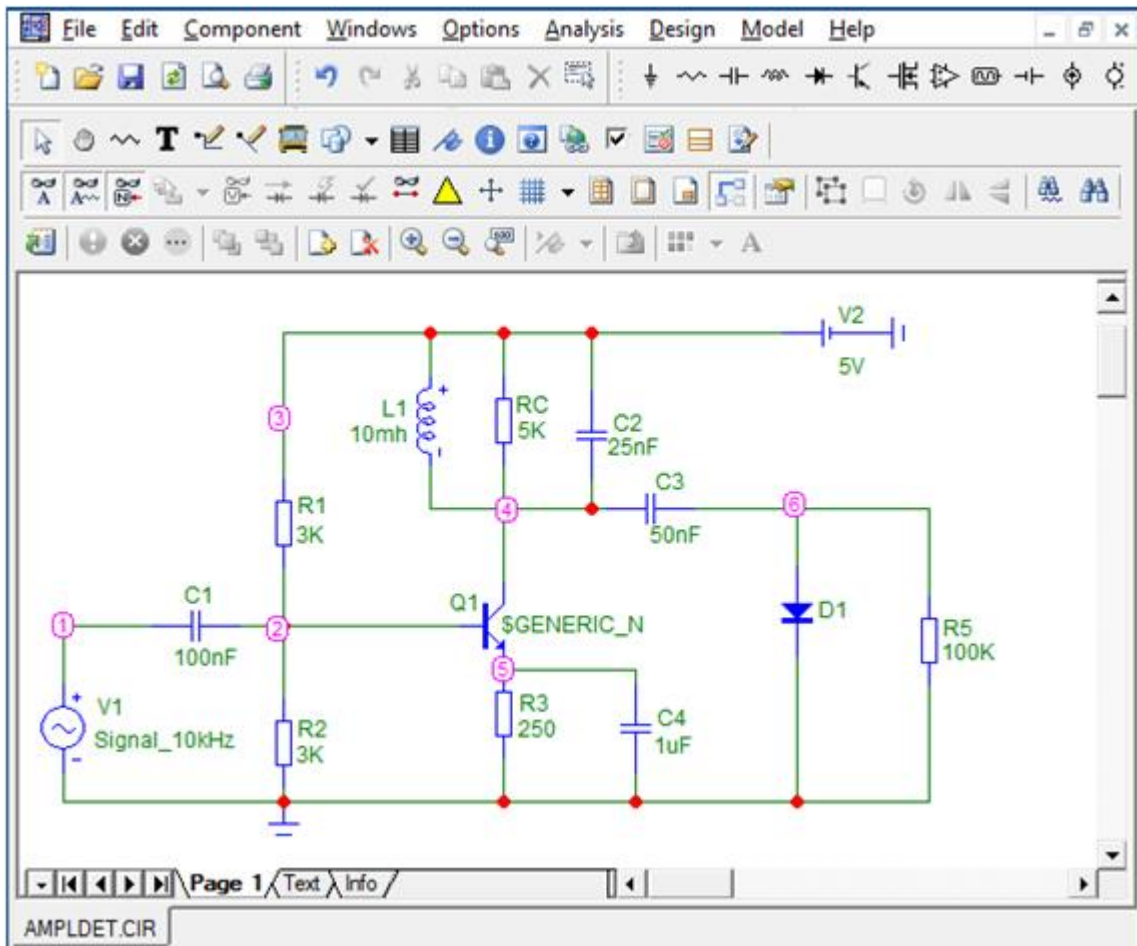 File Edit Component Windows Options Analysis Design Model Help
T
A
V2
5V
3
L1
10mh
RC
5K
C2
25nF
C3
50nF
4
6
R1
3K
C1
100nF
1
2
Q1
$GENERIC_N
D1
R5
100K
5
V1
Signal_10kHz
R2
3K
R3
250
C4
1uF
Page 1 Text Info
AMPLDET.CIR